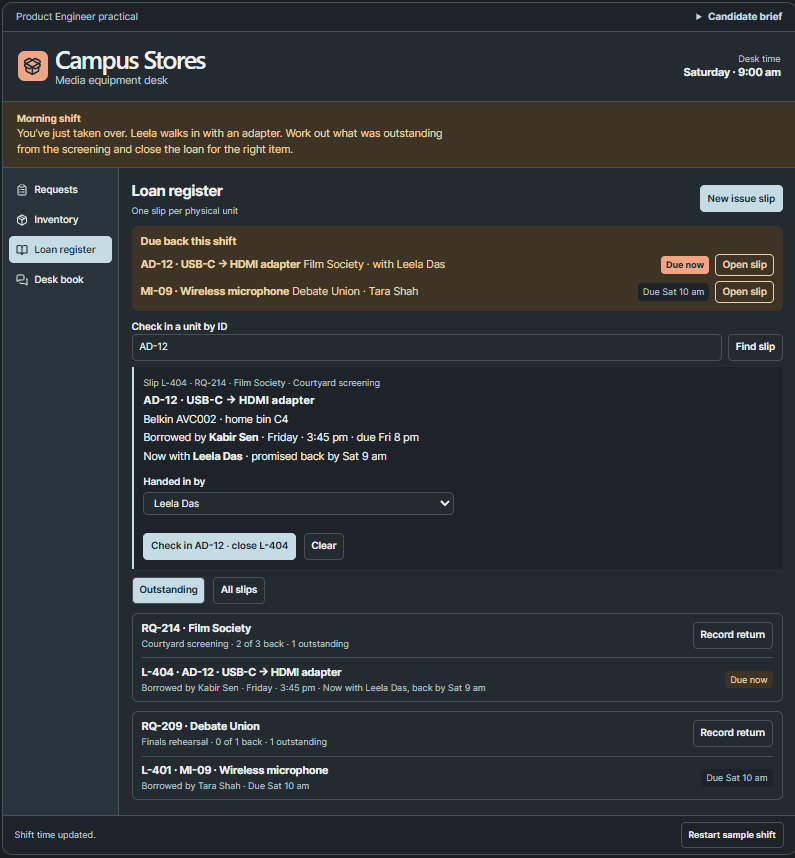 Product Engineer practical
▶ Candidate brief
Campus Stores
Media equipment desk
Desk time
Saturday · 9:00 am
Morning shift
You've just taken over. Leela walks in with an adapter. Work out what was outstanding
from the screening and close the loan for the right item.
Requests
Inventory
Loan register
Desk book
Loan register
One slip per physical unit
New issue slip
Due back this shift
AD-12 · USB-C → HDMI adapter Film Society · with Leela Das
Due now
Open slip
MI-09 · Wireless microphone Debate Union · Tara Shah
Due Sat 10 am
Open slip
Check in a unit by ID
AD-12
Find slip
Slip L-404 · RQ-214 · Film Society · Courtyard screening
AD-12 · USB-C → HDMI adapter
Belkin AVC002 · home bin C4
Borrowed by Kabir Sen · Friday · 3:45 pm · due Fri 8 pm
Now with Leela Das · promised back by Sat 9 am
Handed in by
Leela Das
Check in AD-12 · close L-404
Clear
Outstanding
All slips
RQ-214 · Film Society
Courtyard screening · 2 of 3 back · 1 outstanding
Record return
L-404 · AD-12 · USB-C → HDMI adapter
Borrowed by Kabir Sen · Friday · 3:45 pm · Now with Leela Das, back by Sat 9 am
Due now
RQ-209 · Debate Union
Finals rehearsal · 0 of 1 back · 1 outstanding
Record return
L-401 · MI-09 · Wireless microphone
Borrowed by Tara Shah · Due Sat 10 am
Due Sat 10 am
Shift time updated.
Restart sample shift